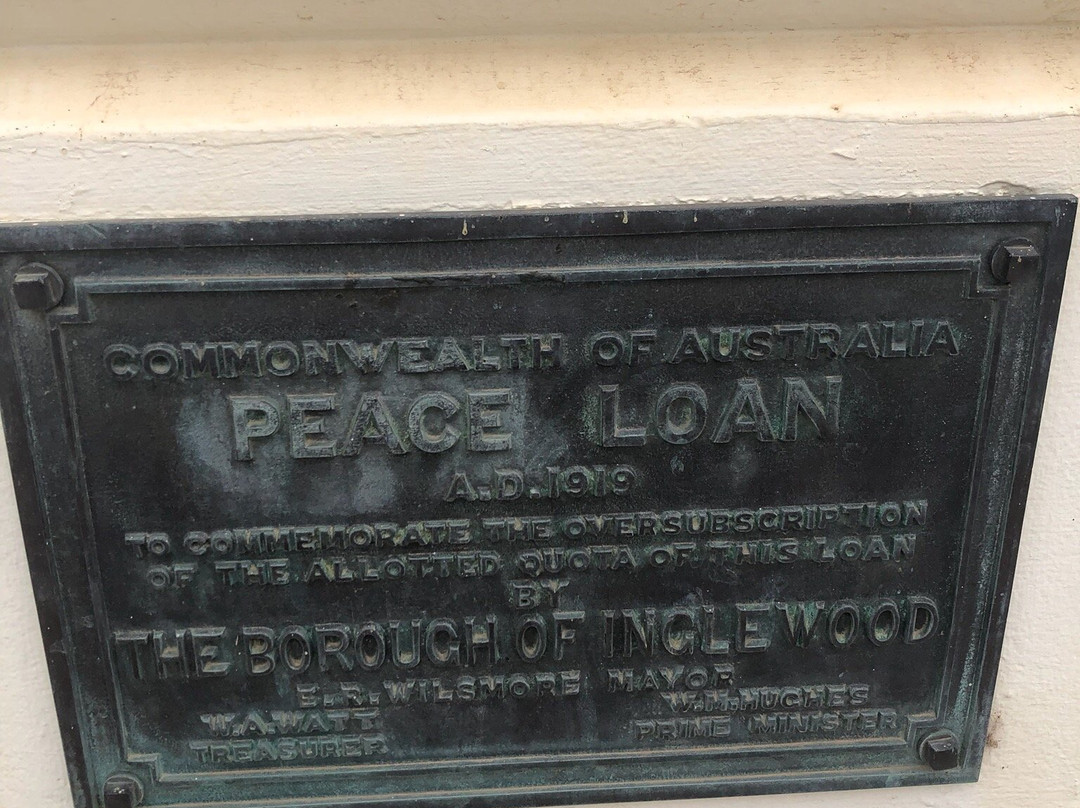 COMMONWEALTH OF AUSTRALIA
PEACE LOAN
A.D. 1919
TO COMMEMORATE THE OVERSUBSCRIPTION
OF THE ALLOTTED QUOTA OF THIS LOAN
BY
THE BOROUGH OF INGLEWOOD
E.R. WILSMORE MAYOR
W.A. WATT
TREASURER
W.M. HUGHES
PRIME MINISTER